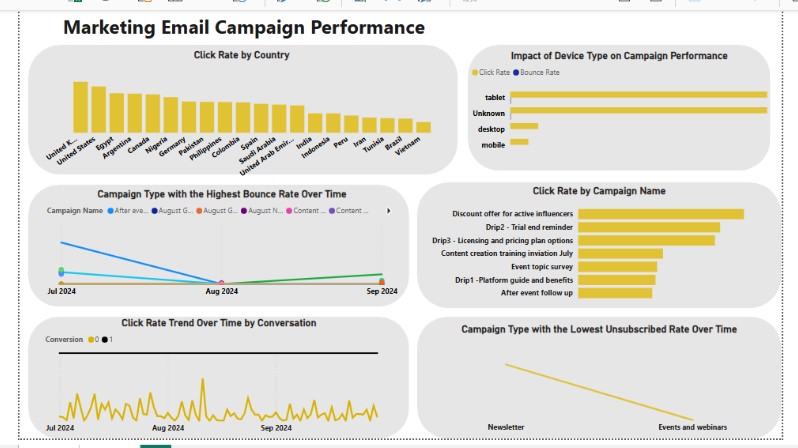 Marketing Email Campaign Performance
Click Rate by Country
United K...
United States
Egypt
Argentina
Canada
Nigeria
Germany
Pakistan
Philippines
Colombia
Spain
Saudi Arabia
United Arab Emir...
India
Indonesia
Peru
Iran
Tunisia
Brazil
Vietnam
Impact of Device Type on Campaign Performance
Click Rate Bounce Rate
tablet
Unknown
desktop
mobile
Campaign Type with the Highest Bounce Rate Over Time
Campaign Name After eve... August G... August G... August N... Content ... Content ...
Jul 2024 Aug 2024 Sep 2024
Click Rate by Campaign Name
Discount offer for active influencers
Drip2 - Trial end reminder
Drip3 - Licensing and pricing plan options
Content creation training inviation July
Event topic survey
Drip1 -Platform guide and benefits
After event follow up
Click Rate Trend Over Time by Conversation
Conversion 0 1
Jul 2024 Aug 2024 Sep 2024
Campaign Type with the Lowest Unsubscribed Rate Over Time
Newsletter Events and webinars